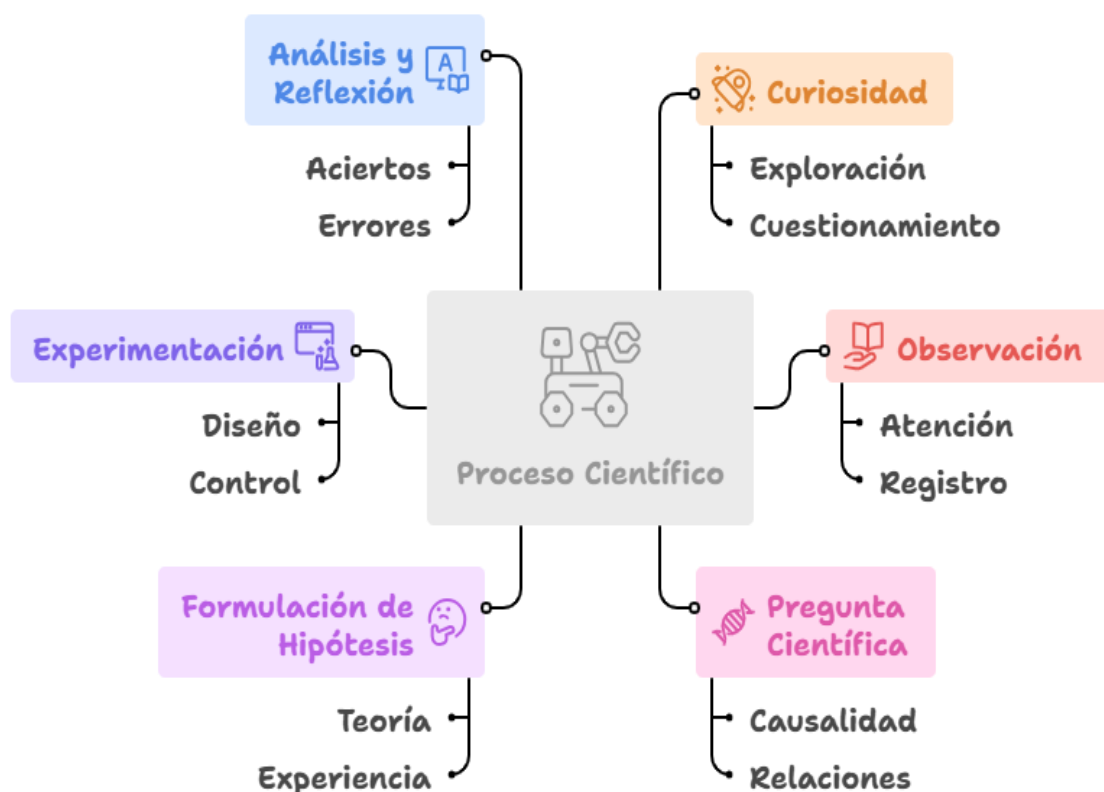 Análisis y
Reflexión
Aciertos
Errores
Curiosidad
Exploración
Cuestionamiento
Experimentación
Diseño
Control
Proceso Científico
Observación
Atención
Registro
Formulación de
Hipótesis
Teoría
Experiencia
Pregunta
Científica
Causalidad
Relaciones